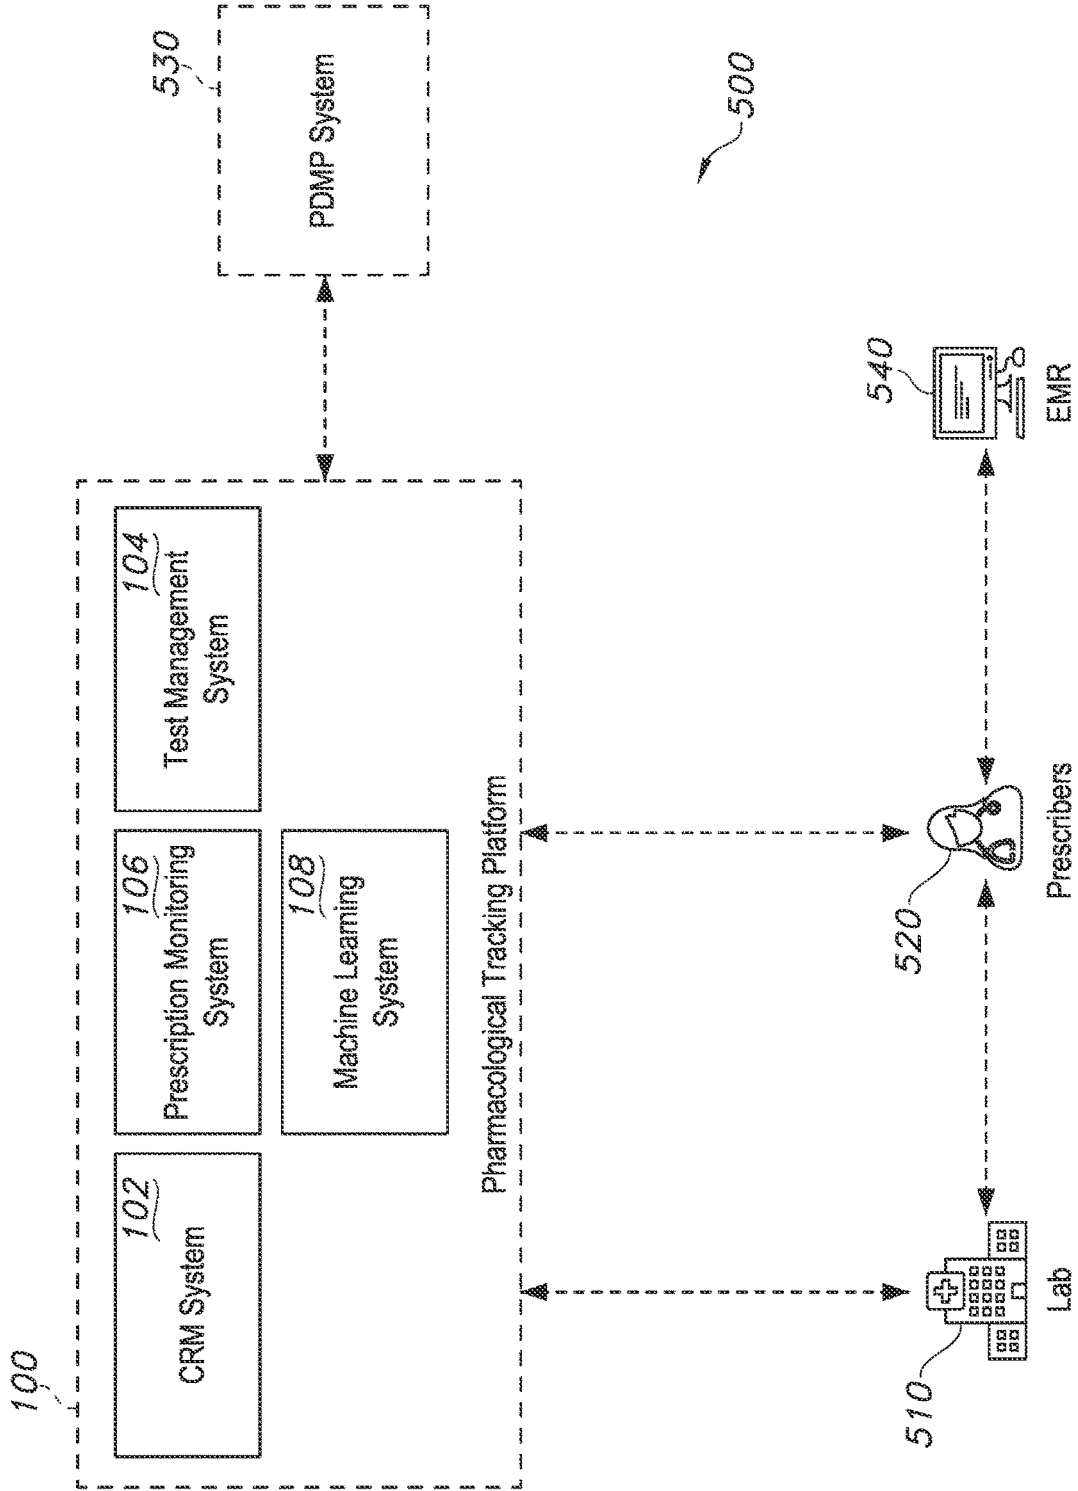 100
102
CRM System
106
Prescription Monitoring
System
104
Test Management
System
108
Machine Learning
System
Pharmacological Tracking Platform
530
PDMP System
500
510
Lab
520
Prescribers
540
EMR